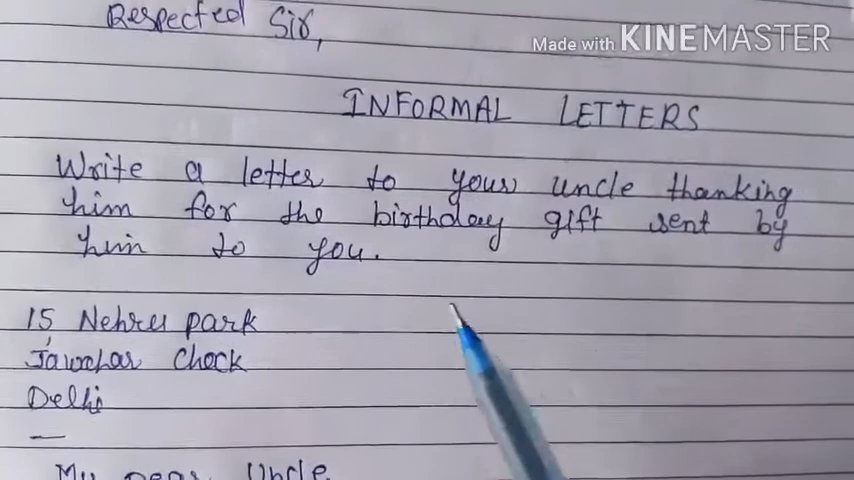 Respected Sir,
Made with KINEMASTER
INFORMAL LETTERS
Write a letter to your uncle thanking
him for the birthday gift sent by
him to you.
15, Nehru park
Jawahar Chock
Delhi
—
My dear Uncle